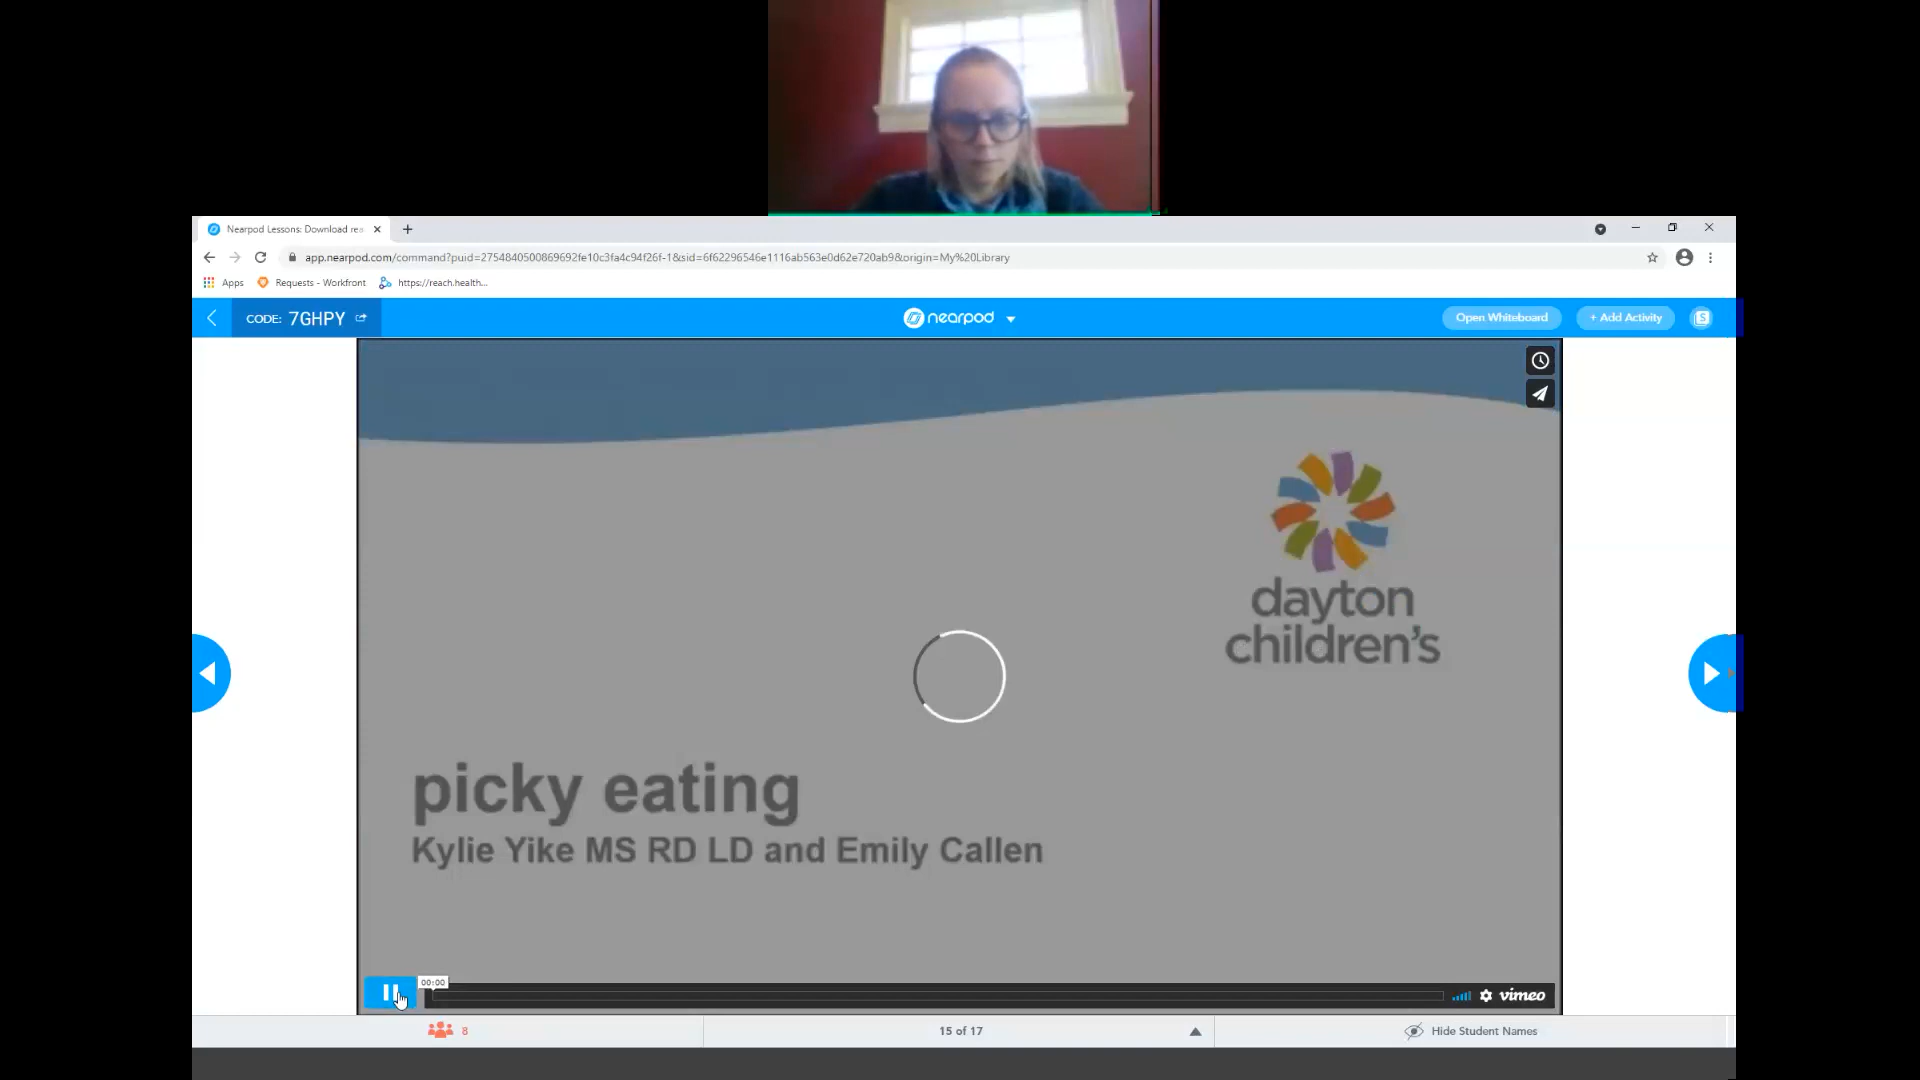 Nearpod Lessons: Download rea
app.nearpod.com/command?puid=2754840500869692fe10c3fa4c94f26f-1&sid=6f62296546e1116ab563e0d62e720ab9&origin=My%20Library
Apps Requests - Workfront https://reach.health...
CODE: 7GHPY nearpod Open Whiteboard + Add Activity S
dayton
children's
picky eating
Kylie Yike MS RD LD and Emily Callen
00:00
vimeo
8 15 of 17 Hide Student Names